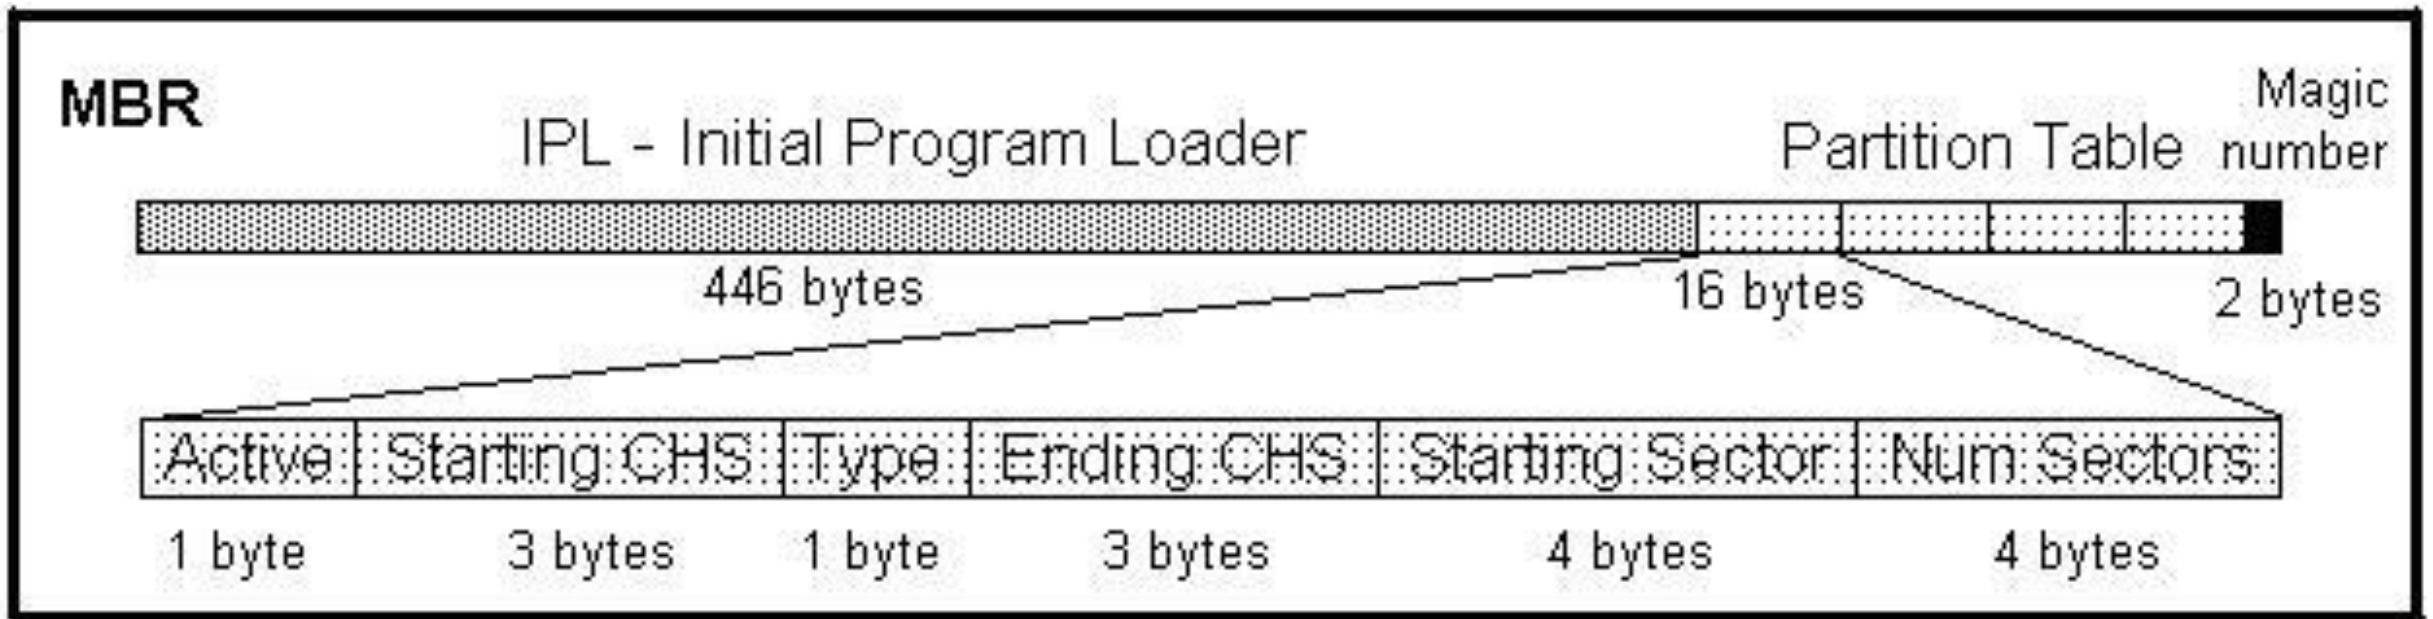 MBR
IPL - Initial Program Loader
Partition Table
Magic
number
446 bytes
16 bytes
2 bytes
Active
Starting CHS
Type
Ending CHS
Starting Sector
Num Sectors
1 byte
3 bytes
1 byte
3 bytes
4 bytes
4 bytes